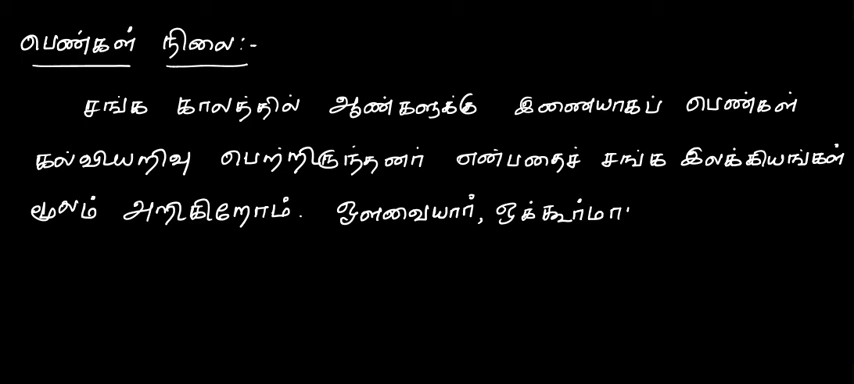 பெண்கள் நிலை:-
சங்க காலத்தில் ஆண்களுக்கு இணையாகப் பெண்கள்
கல்வியறிவு பெற்றிருந்தனர் என்பதைச் சங்க இலக்கியங்கள்
மூலம் அறிகிறோம். ஔவையார், ஒக்கூர்மா